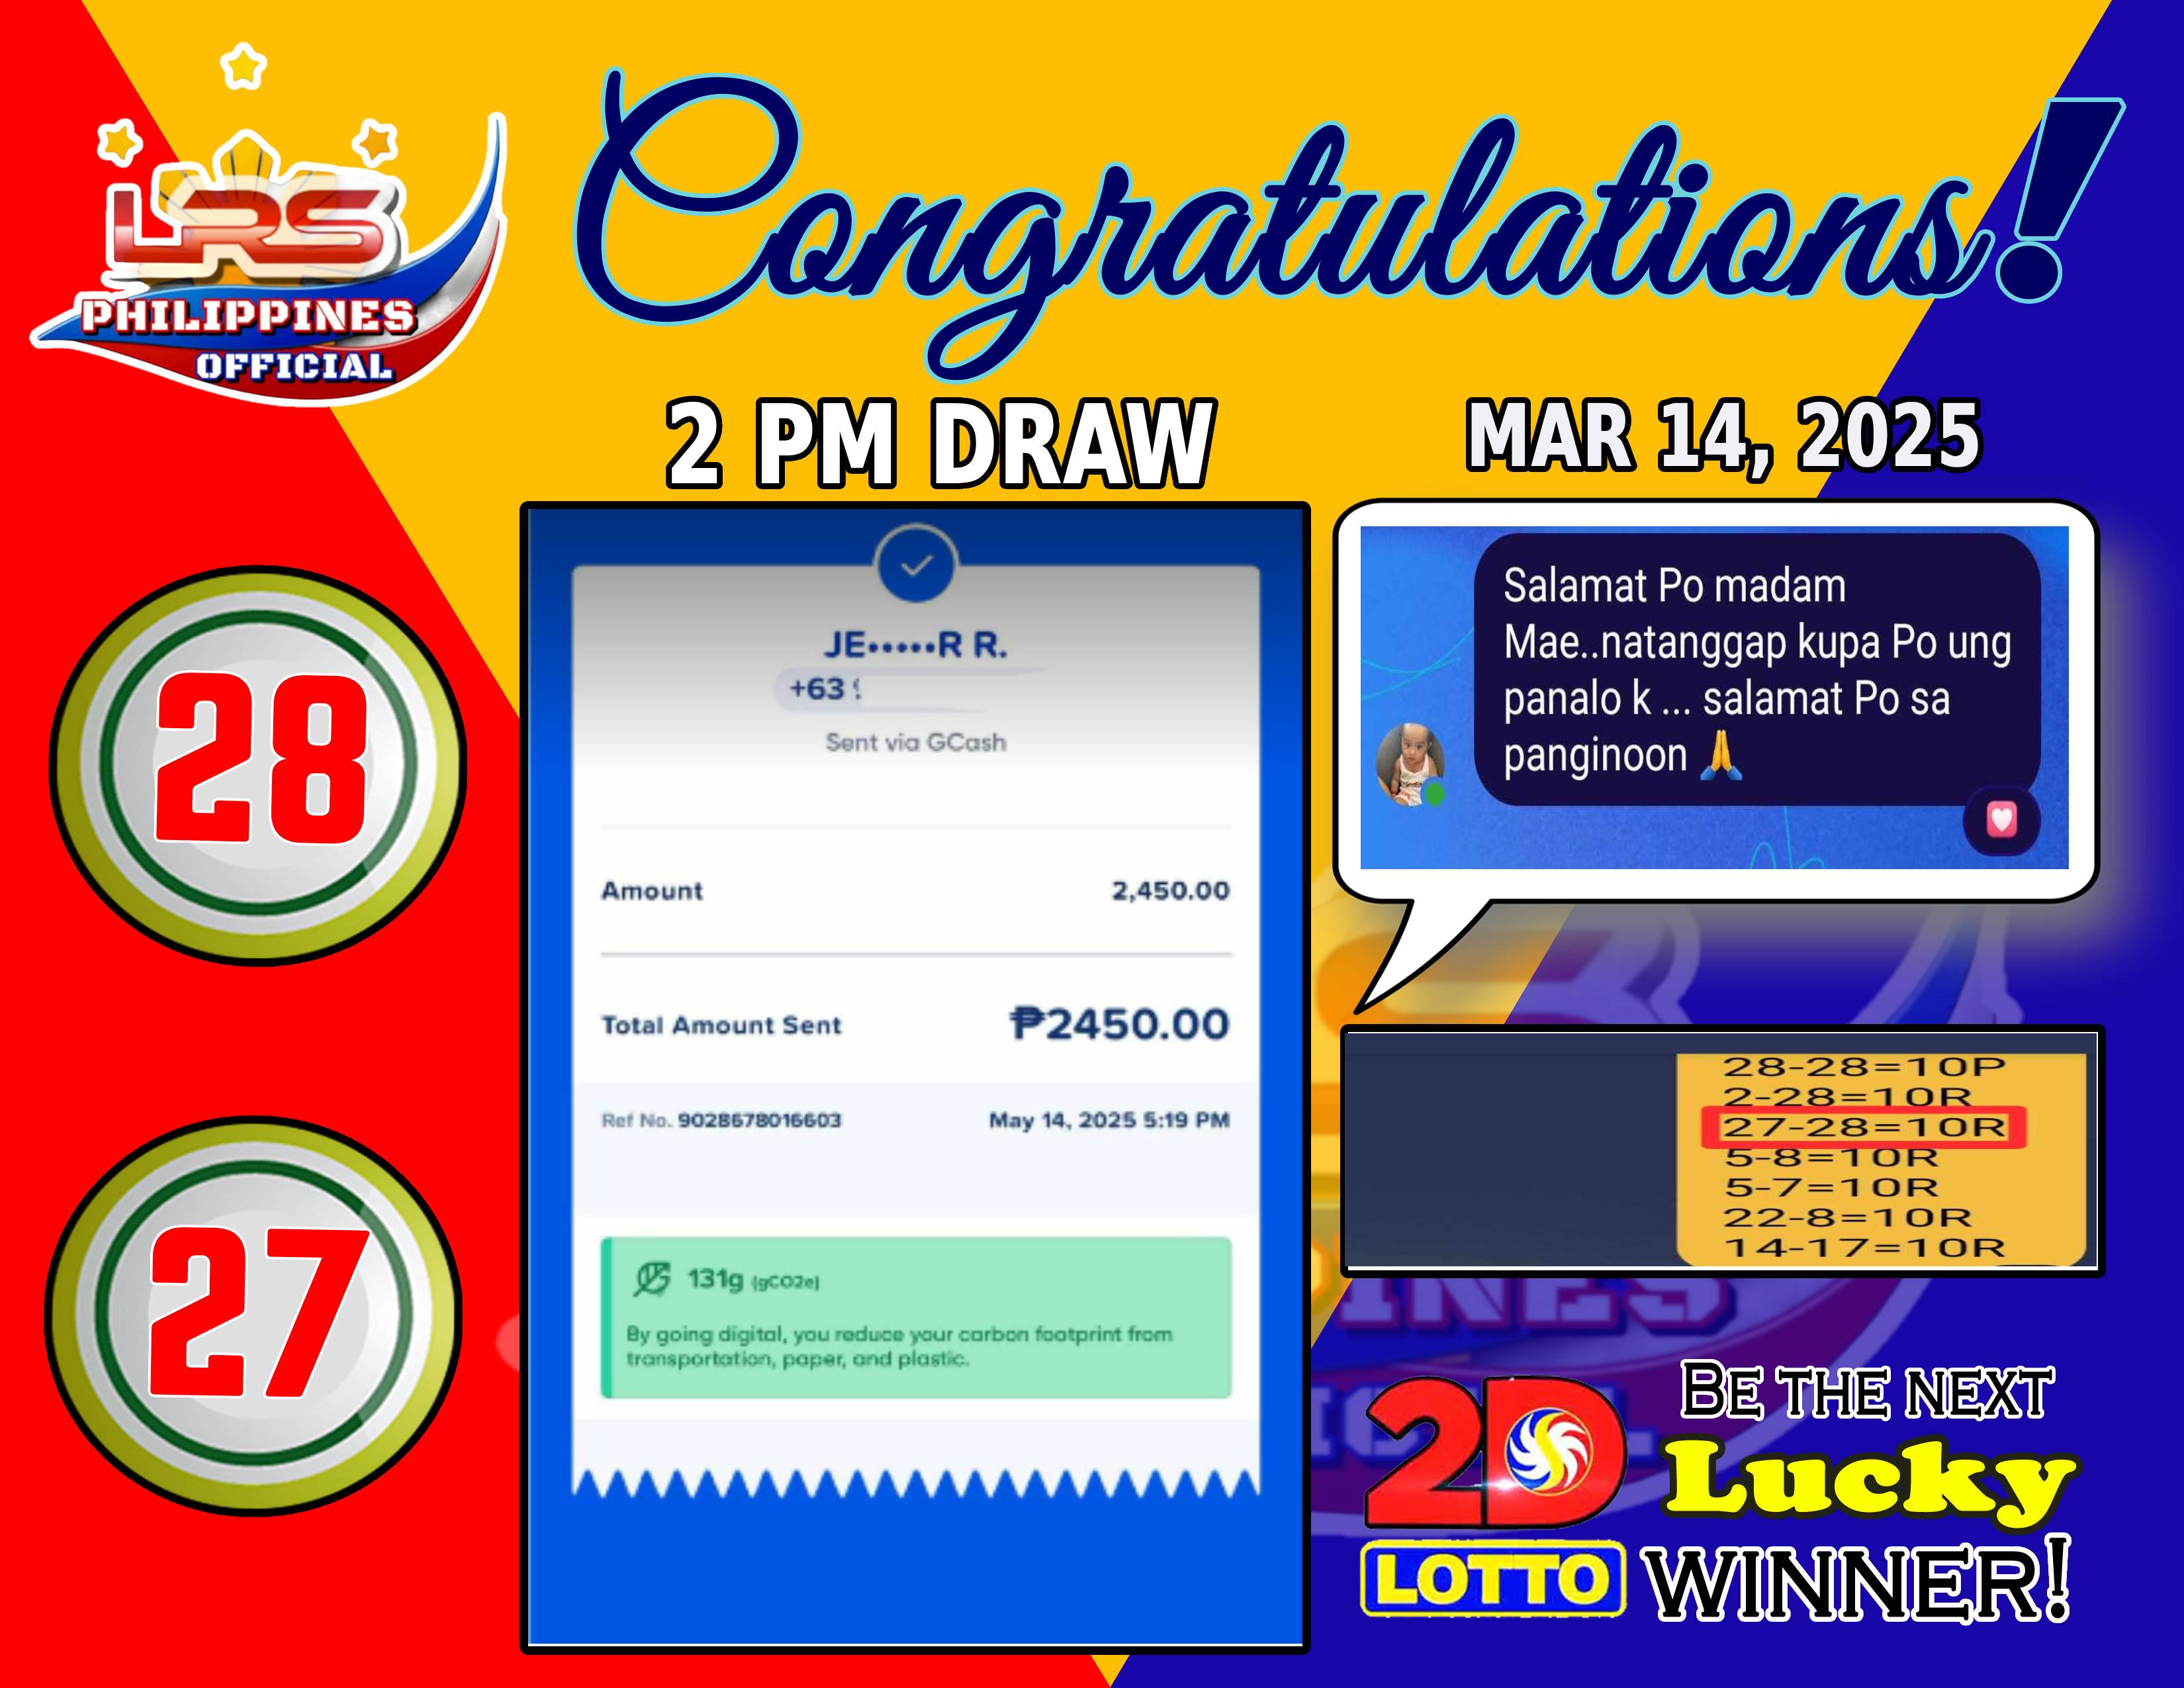 LRS
PHILIPPINES
OFFICIAL
Congratulations!
2 PM DRAW
MAR 14, 2025
28
27
JE•••••R R.
+63
Sent via GCash
Amount 2,450.00
Total Amount Sent ₱2450.00
Ref No. 9028678016603 May 14, 2025 5:19 PM
131g (gCO2e)
By going digital, you reduce your carbon footprint from
transportation, paper, and plastic.
Salamat Po madam
Mae..natanggap kupa Po ung
panalo k ... salamat Po sa
panginoon 🙏
28-28=10P
2-28=10R
27-28=10R
5-8=10R
5-7=10R
22-8=10R
14-17=10R
2D
LOTTO
BE THE NEXT
Lucky
WINNER!